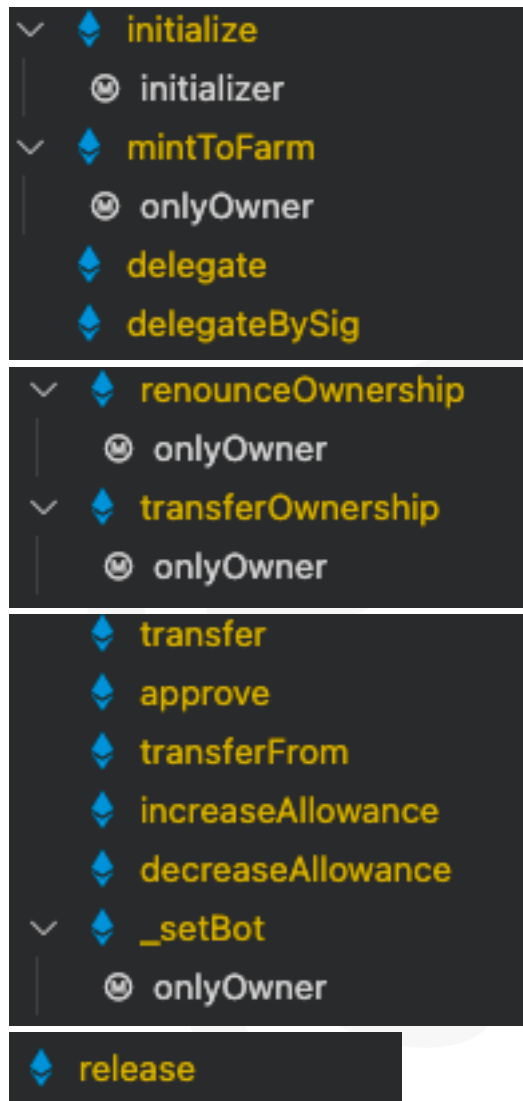 initialize
initializer
mintToFarm
onlyOwner
delegate
delegateBySig
renounceOwnership
onlyOwner
transferOwnership
onlyOwner
transfer
approve
transferFrom
increaseAllowance
decreaseAllowance
_setBot
onlyOwner
release